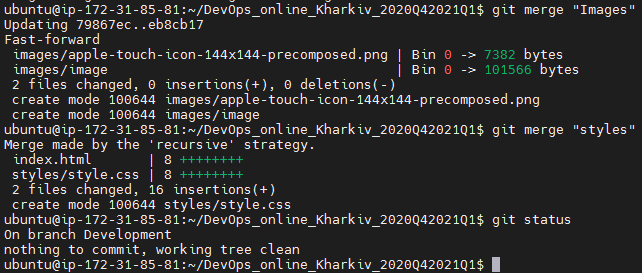 ubuntu@ip-172-31-85-81:~/DevOps_online_Kharkiv_2020Q42021Q1$ git merge "Images"
Updating 79867ec..eb8cb17
Fast-forward
 images/apple-touch-icon-144x144-precomposed.png | Bin 0 -> 7382 bytes
 images/image                                    | Bin 0 -> 101566 bytes
 2 files changed, 0 insertions(+), 0 deletions(-)
 create mode 100644 images/apple-touch-icon-144x144-precomposed.png
 create mode 100644 images/image
ubuntu@ip-172-31-85-81:~/DevOps_online_Kharkiv_2020Q42021Q1$ git merge "styles"
Merge made by the 'recursive' strategy.
 index.html       | 8 ++++++++
 styles/style.css | 8 ++++++++
 2 files changed, 16 insertions(+)
 create mode 100644 styles/style.css
ubuntu@ip-172-31-85-81:~/DevOps_online_Kharkiv_2020Q42021Q1$ git status
On branch Development
nothing to commit, working tree clean
ubuntu@ip-172-31-85-81:~/DevOps_online_Kharkiv_2020Q42021Q1$